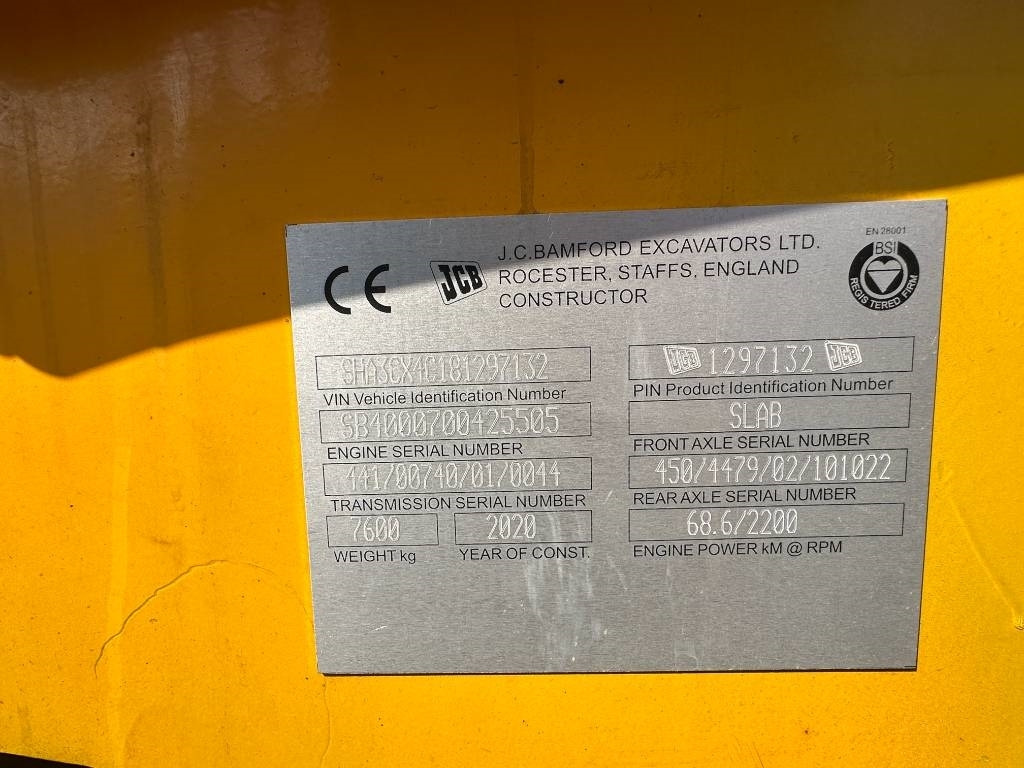 CE JCB J.C.BAMFORD EXCAVATORS LTD.
ROCESTER, STAFFS, ENGLAND
CONSTRUCTOR
EN 28001
BSI
REGISTERED FIRM
SHA3CX4C181297132
VIN Vehicle Identification Number
JCB 1297132 JCB
PIN Product Identification Number
SB4000700425505
ENGINE SERIAL NUMBER
SLAB
FRONT AXLE SERIAL NUMBER
441/00740/01/0044
TRANSMISSION SERIAL NUMBER
450/4479/02/101022
REAR AXLE SERIAL NUMBER
7600
WEIGHT kg
2020
YEAR OF CONST.
68.6/2200
ENGINE POWER kM @ RPM